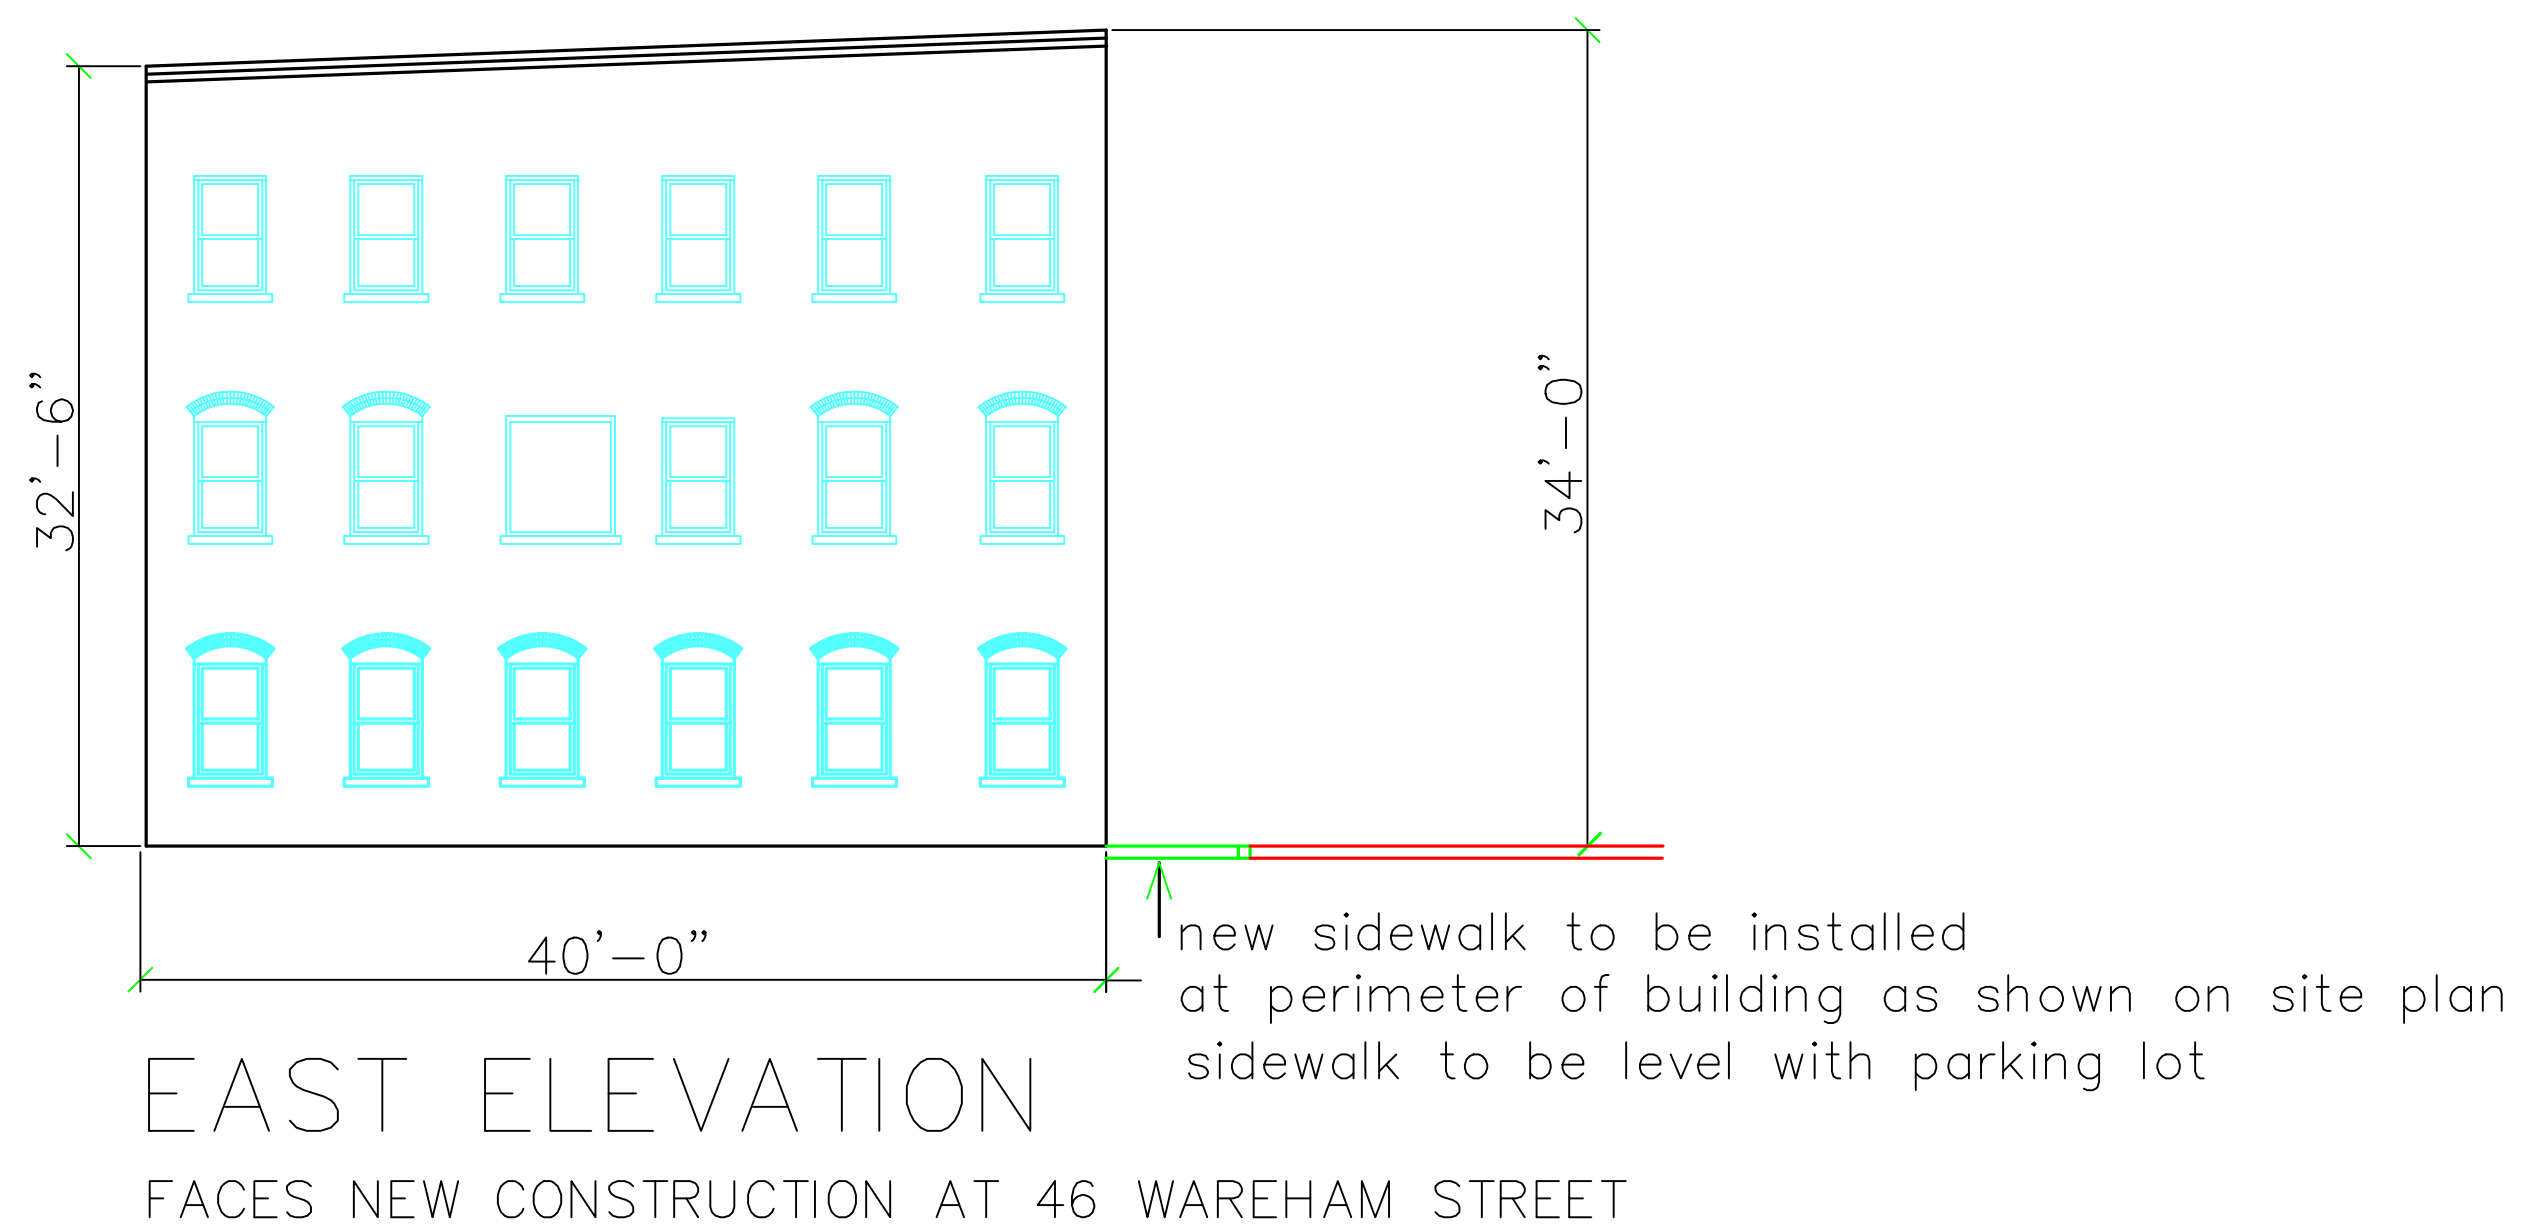 32'-6"
34'-0"
40'-0"
new sidewalk to be installed
at perimeter of building as shown on site plan
sidewalk to be level with parking lot
EAST ELEVATION
FACES NEW CONSTRUCTION AT 46 WAREHAM STREET